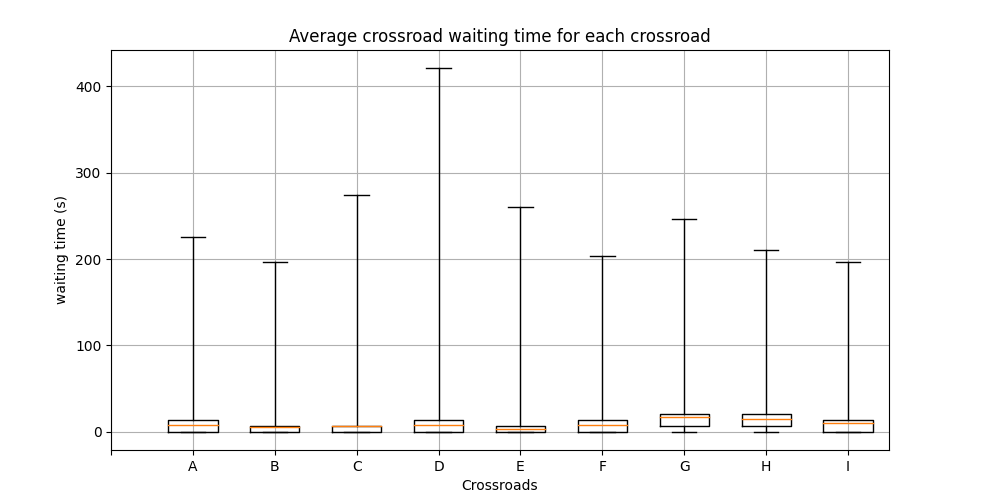 Average crossroad waiting time for each crossroad
waiting time (s)
400
300
200
100
0
A B C D E F G H I
Crossroads